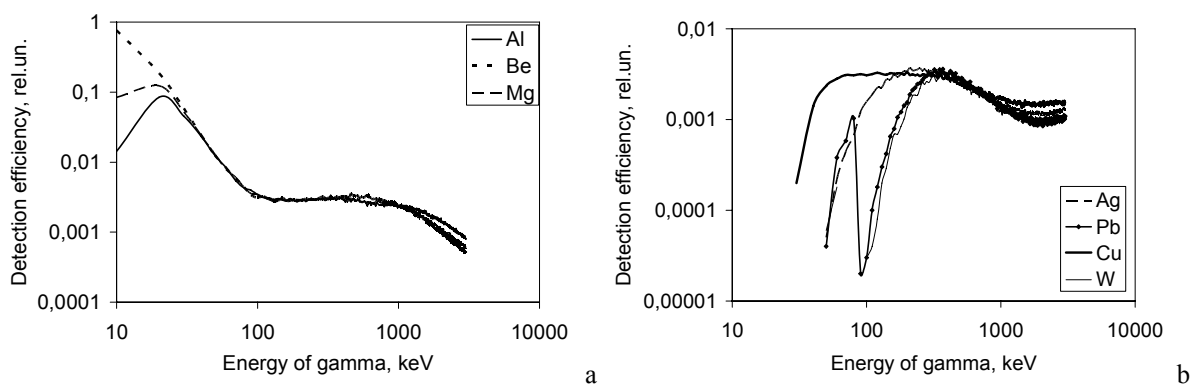 Detection efficiency, rel.un.
1
0,1
0,01
0,001
0,0001
Al
Be
Mg
10
100
1000
10000
Energy of gamma, keV
a
Detection efficiency, rel.un.
0,01
0,001
0,0001
0,00001
Ag
Pb
Cu
W
10
100
1000
10000
Energy of gamma, keV
b